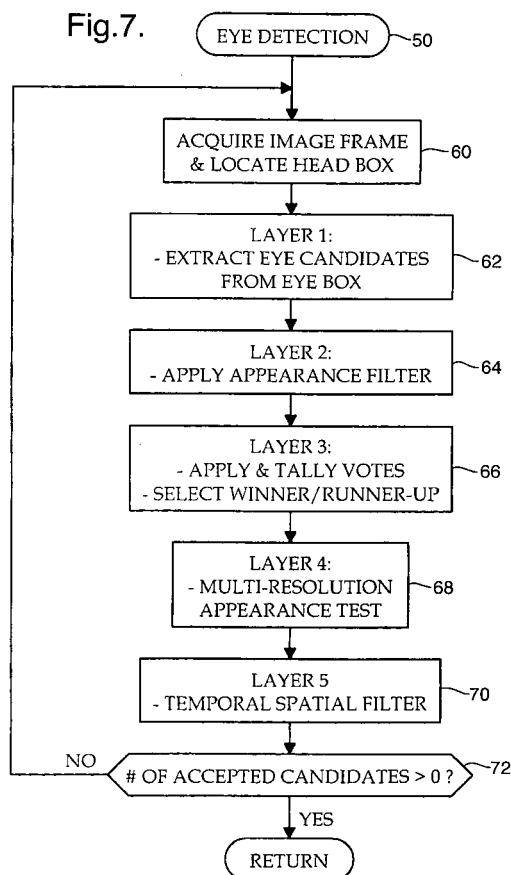 Fig.7.
EYE DETECTION
50
ACQUIRE IMAGE FRAME
& LOCATE HEAD BOX
60
LAYER 1:
- EXTRACT EYE CANDIDATES
FROM EYE BOX
62
LAYER 2:
- APPLY APPEARANCE FILTER
64
LAYER 3:
- APPLY & TALLY VOTES
- SELECT WINNER/RUNNER-UP
66
LAYER 4:
- MULTI-RESOLUTION
APPEARANCE TEST
68
LAYER 5
- TEMPORAL SPATIAL FILTER
70
NO
# OF ACCEPTED CANDIDATES > 0 ?
72
YES
RETURN